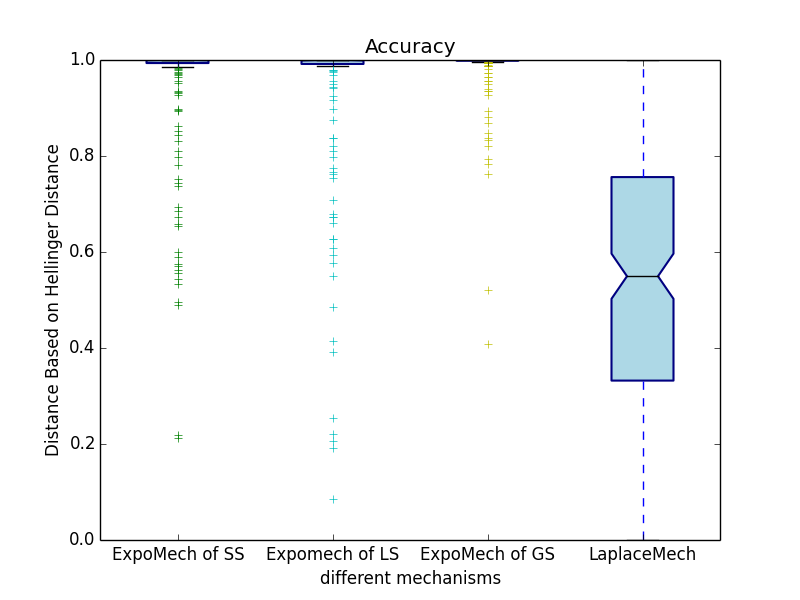 Accuracy
Distance Based on Hellinger Distance
1.0
0.8
0.6
0.4
0.2
0.0
ExpoMech of SS Expomech of LS ExpoMech of GS LaplaceMech
different mechanisms